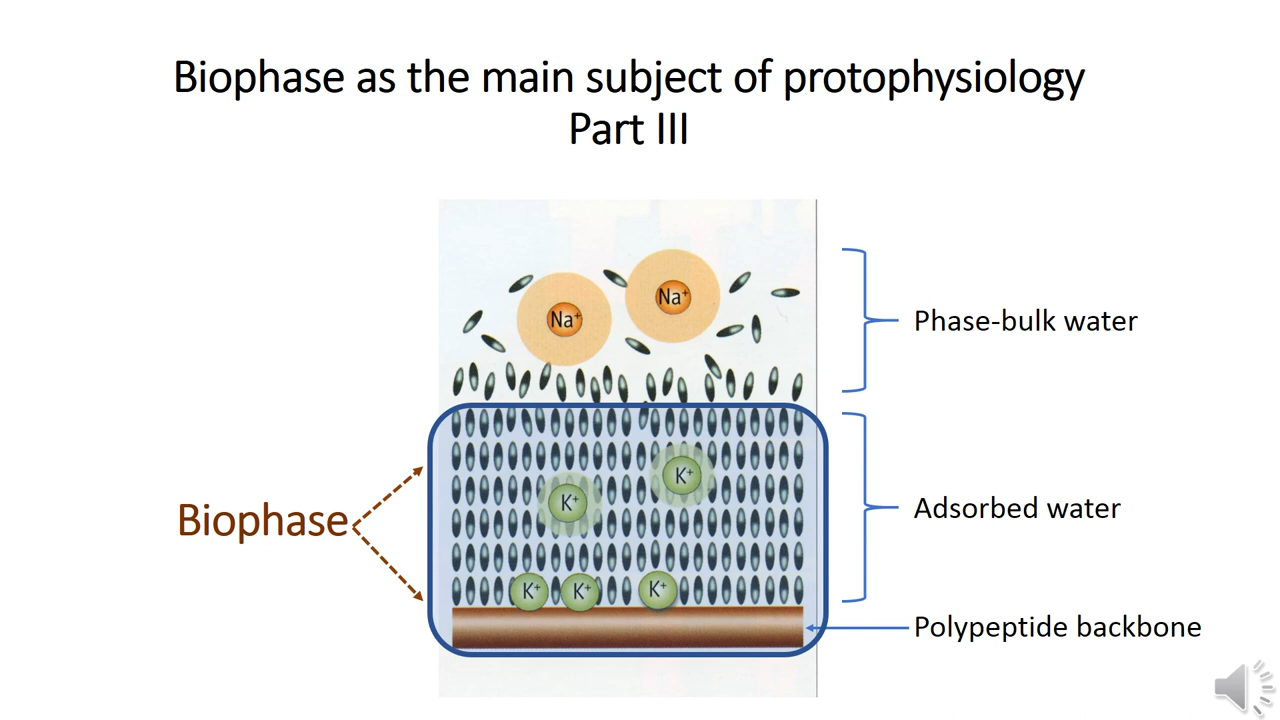 Biophase as the main subject of protophysiology
Part III
Na⁺
Na⁺
Phase-bulk water
K⁺
K⁺
Biophase
Adsorbed water
K⁺
K⁺
K⁺
Polypeptide backbone